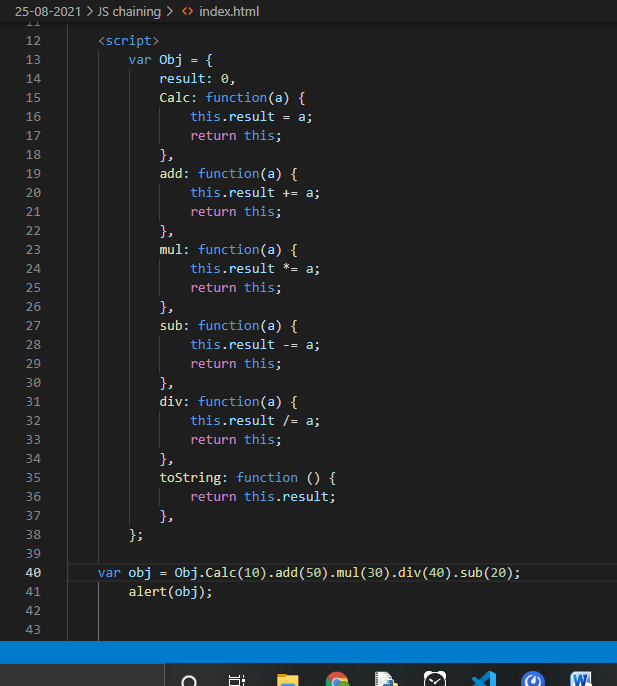 25-08-2021 > JS chaining > <> index.html
11
12 <script>
13 var Obj = {
14 result: 0,
15 Calc: function(a) {
16 this.result = a;
17 return this;
18 },
19 add: function(a) {
20 this.result += a;
21 return this;
22 },
23 mul: function(a) {
24 this.result *= a;
25 return this;
26 },
27 sub: function(a) {
28 this.result -= a;
29 return this;
30 },
31 div: function(a) {
32 this.result /= a;
33 return this;
34 },
35 toString: function () {
36 return this.result;
37 },
38 };
39
40 var obj = Obj.Calc(10).add(50).mul(30).div(40).sub(20);
41 alert(obj);
42
43